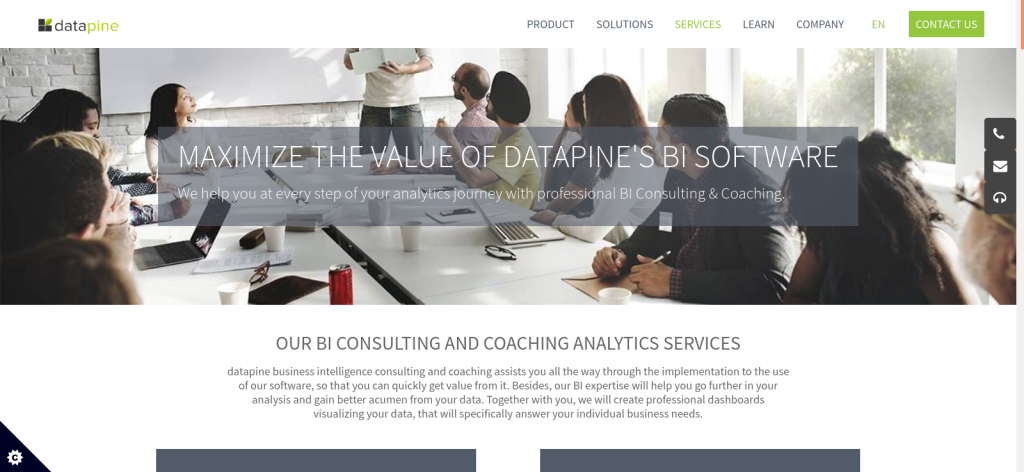 datapine
PRODUCT SOLUTIONS SERVICES LEARN COMPANY EN CONTACT US
MAXIMIZE THE VALUE OF DATAPINE'S BI SOFTWARE
We help you at every step of your analytics journey with professional BI Consulting & Coaching.
OUR BI CONSULTING AND COACHING ANALYTICS SERVICES
datapine business intelligence consulting and coaching assists you all the way through the implementation to the use
of our software, so that you can quickly get value from it. Besides, our BI expertise will help you go further in your
analysis and gain better acumen from your data. Together with you, we will create professional dashboards
visualizing your data, that will specifically answer your individual business needs.